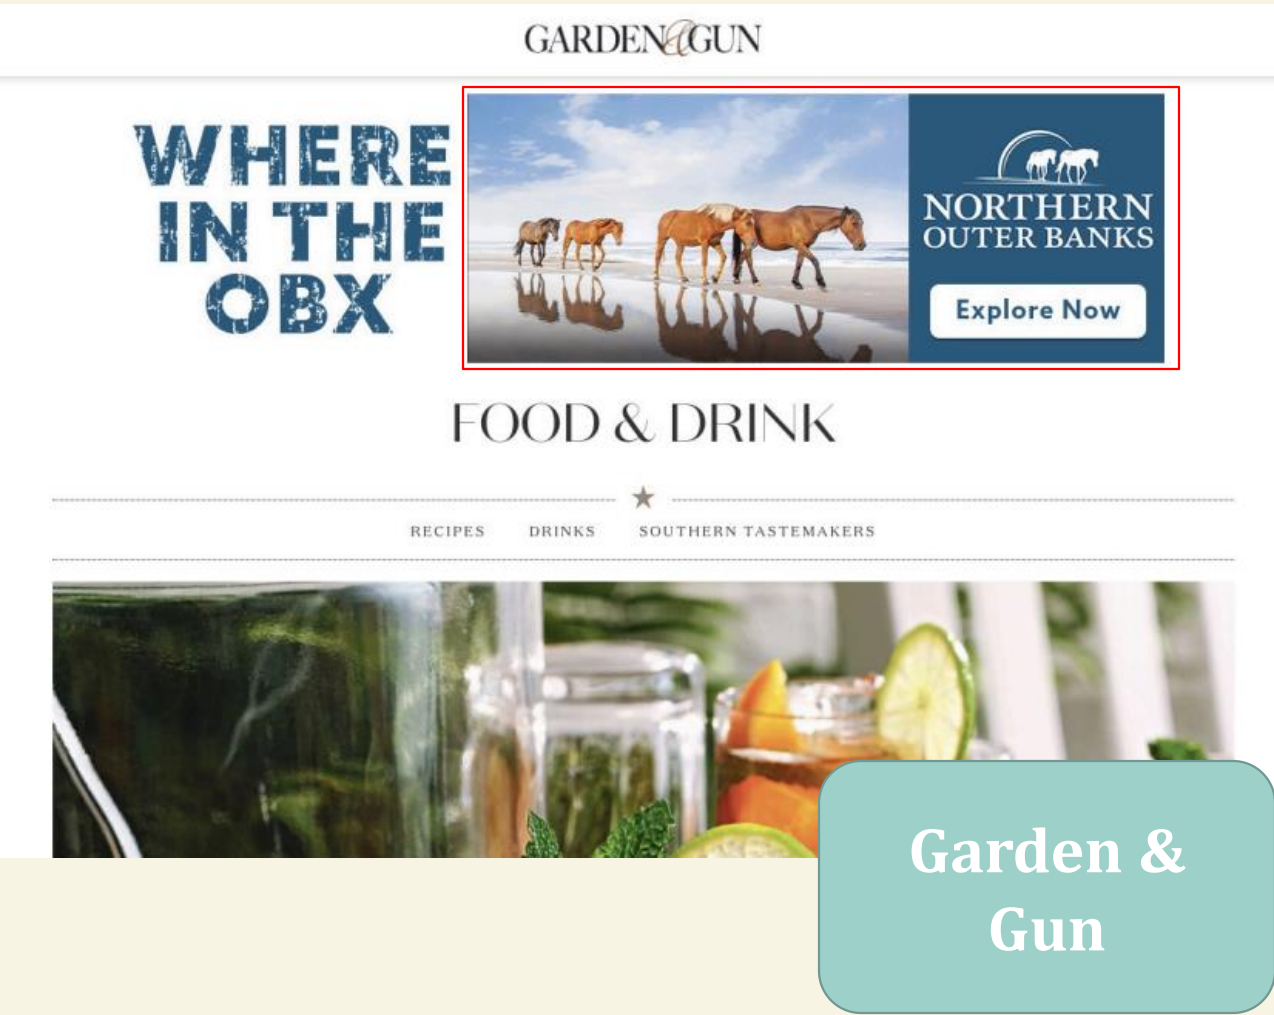 GARDEN & GUN
WHERE
IN THE
OBX
NORTHERN
OUTER BANKS
Explore Now
FOOD & DRINK
RECIPES DRINKS SOUTHERN TASTEMAKERS
Garden &
Gun